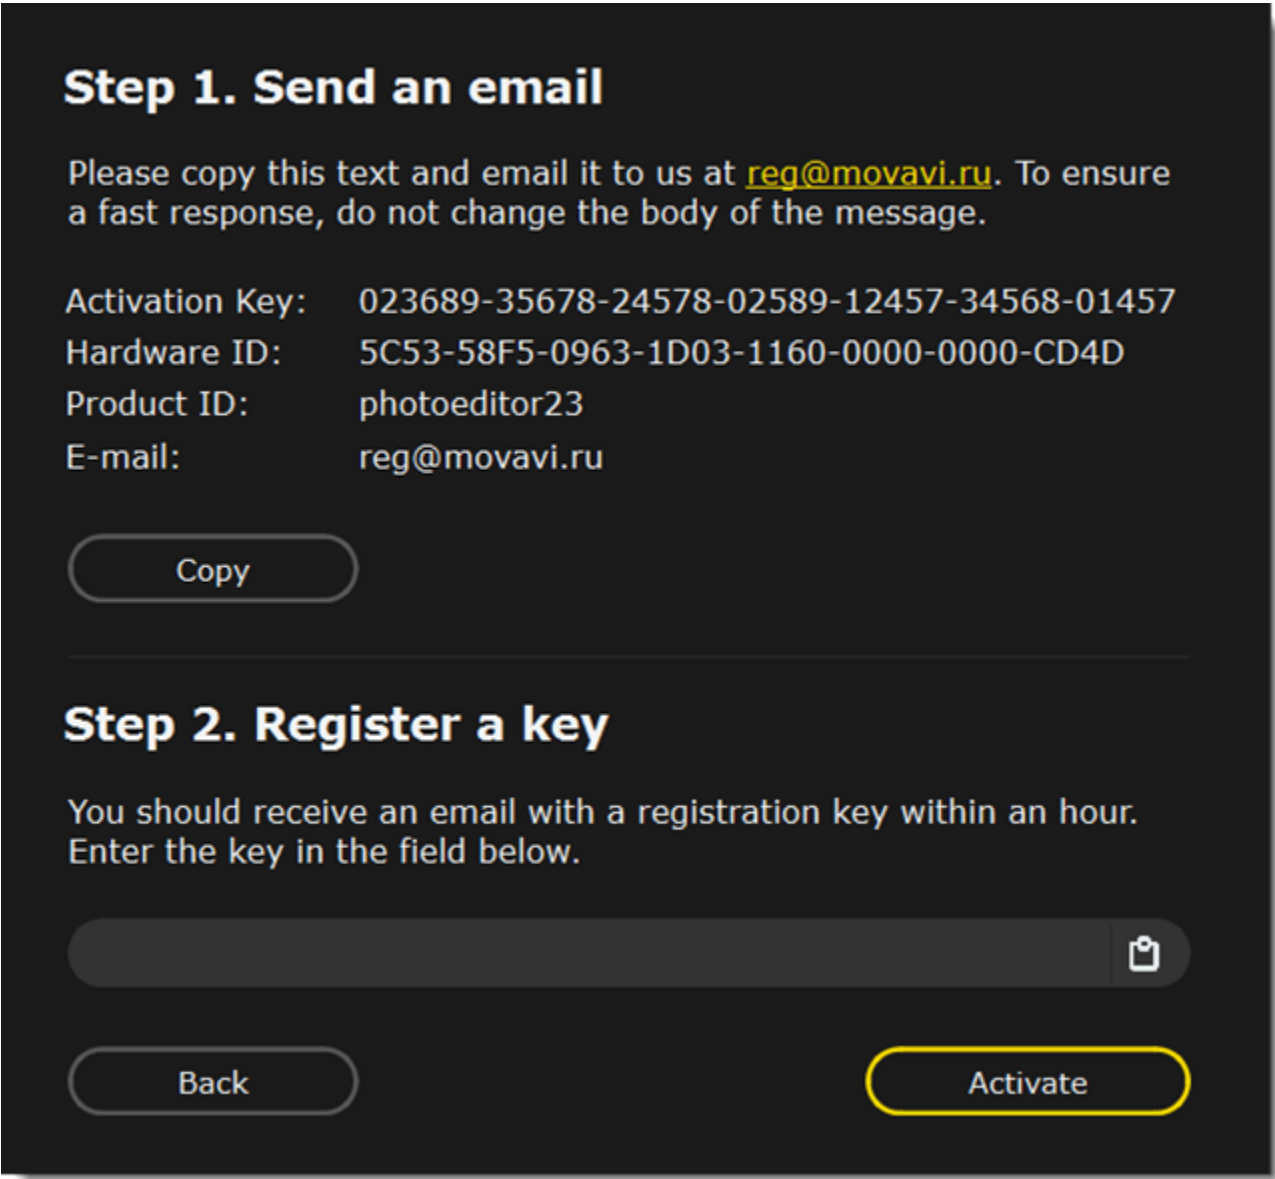 Step 1. Send an email
Please copy this text and email it to us at reg@movavi.ru. To ensure
a fast response, do not change the body of the message.
Activation Key: 023689-35678-24578-02589-12457-34568-01457
Hardware ID: 5C53-58F5-0963-1D03-1160-0000-0000-CD4D
Product ID: photoeditor23
E-mail: reg@movavi.ru
Copy
Step 2. Register a key
You should receive an email with a registration key within an hour.
Enter the key in the field below.
Back Activate